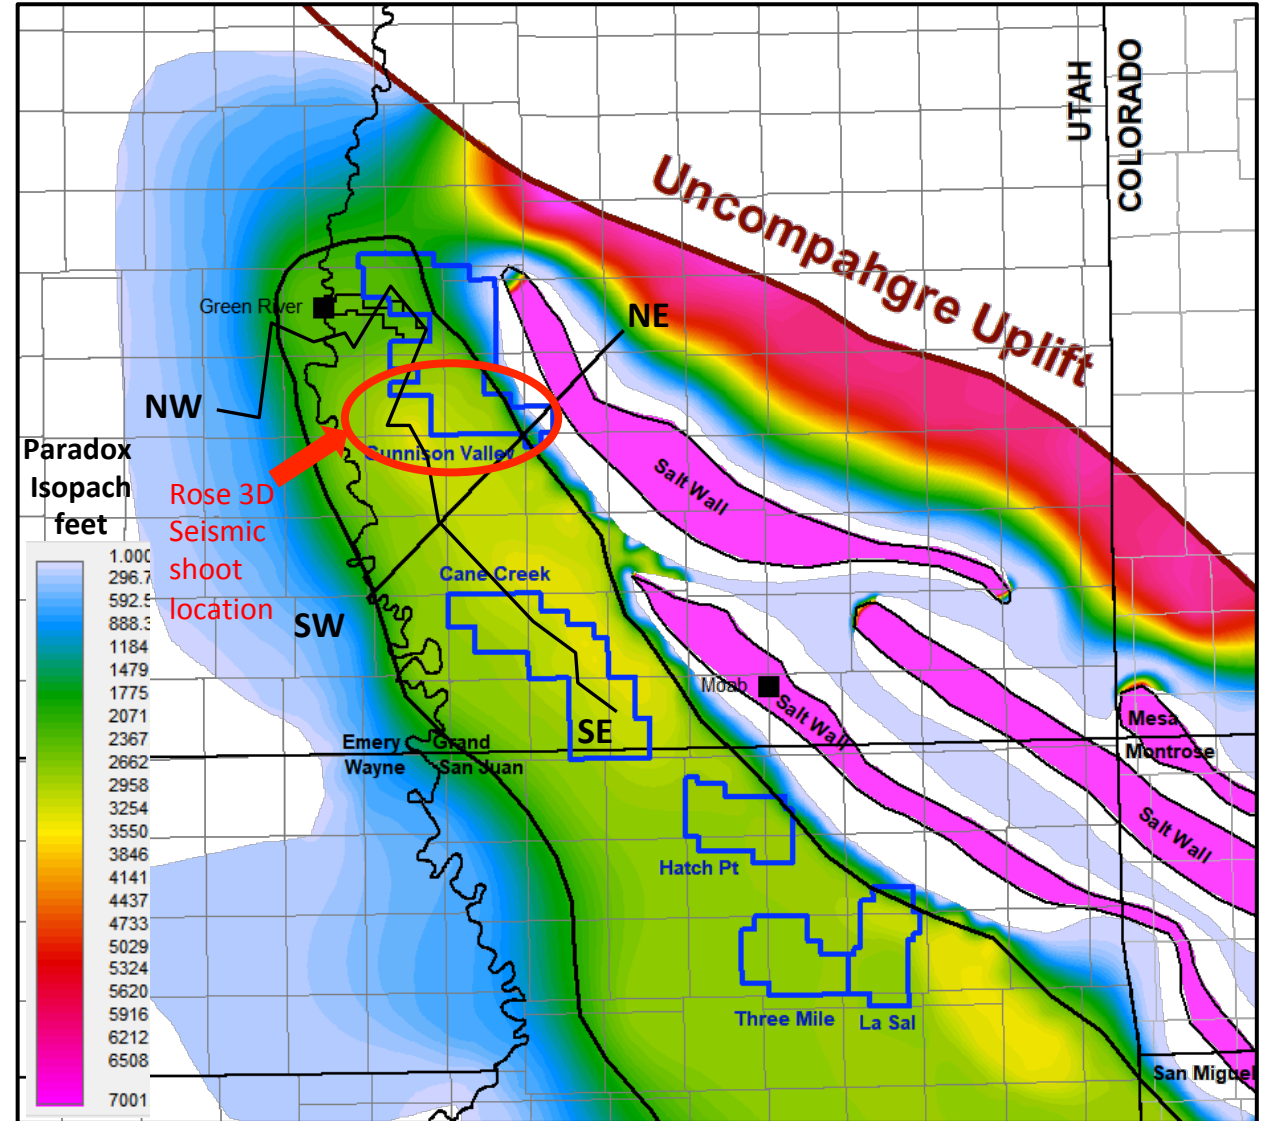 UTAH
COLORADO
Uncompahgre Uplift
Green River
NE
NW
Paradox
Isopach
feet
Rose 3D
Seismic
shoot
location
Gunnison Valley
Salt Wall
Cane Creek
SW
SE
Moab
Salt Wall
Mesa
Montrose
Emery
Grand
Wayne
San Juan
Salt Wall
Hatch Pt
Three Mile
La Sal
San Miguel
1.000
296.7
592.5
888.3
1184
1479
1775
2071
2367
2662
2958
3254
3550
3846
4141
4437
4733
5029
5324
5620
5916
6212
6508
7001